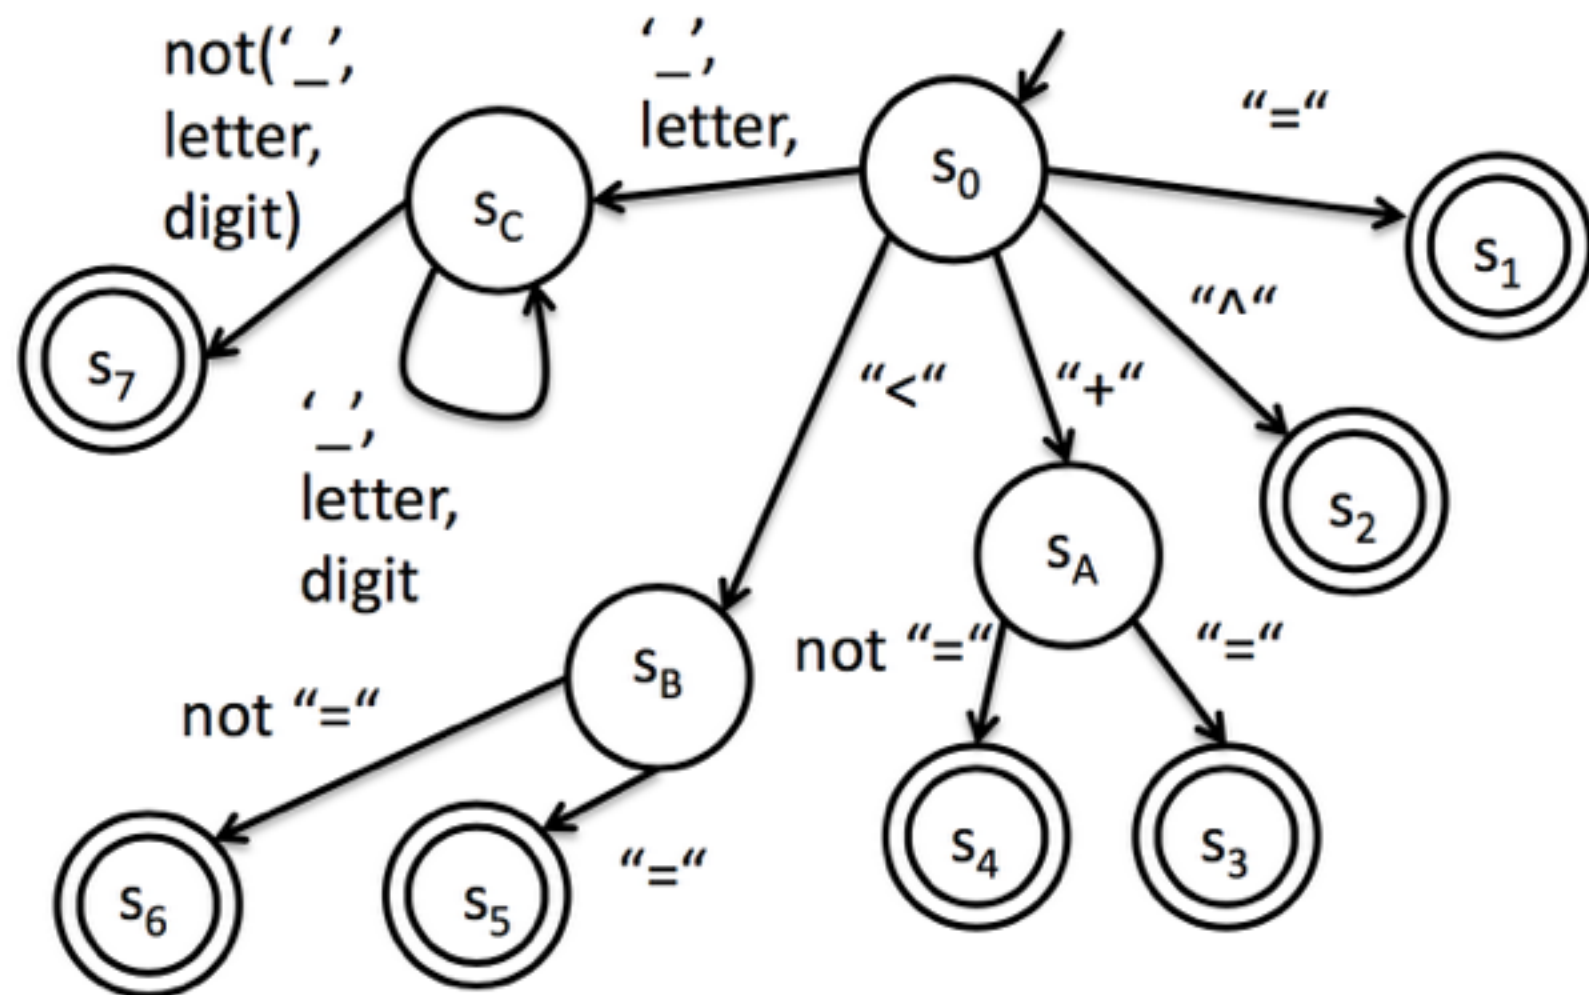 not(‘_’,
letter,
digit)
‘_’,
letter,
“=“
s0
sC
s1
“^“
s7
“<“
“+“
‘_’,
letter,
digit
s2
sA
sB
not “=“
“=“
not “=“
s4
s3
“=“
s6
s5